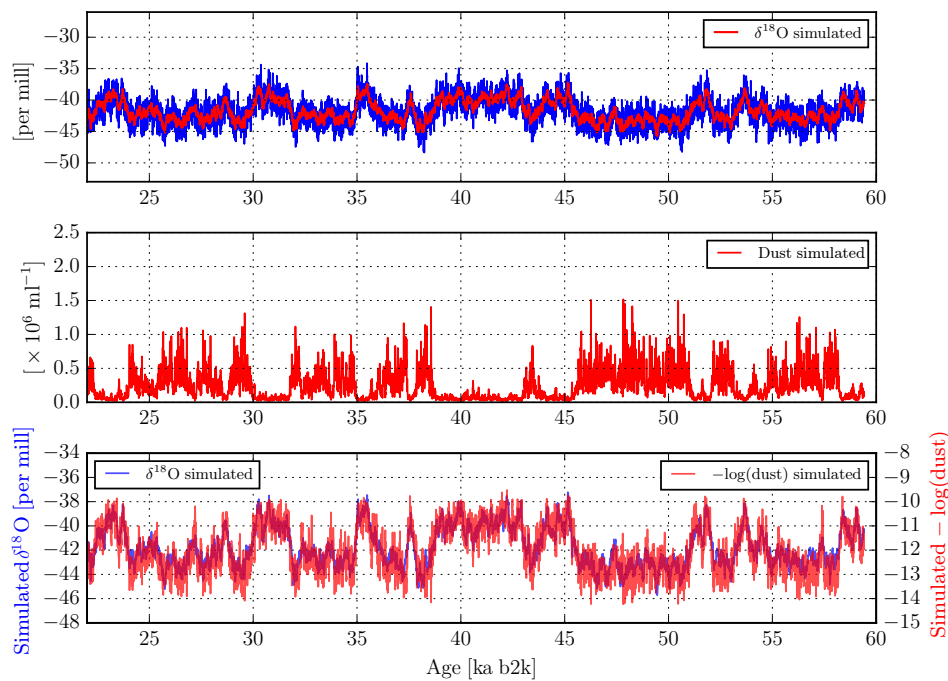 −26
−30
−35
−40
−45
−50
[per mill]
δ¹⁸O simulated
25 30 35 40 45 50 55 60
2.5
2.0
1.5
1.0
0.5
0.0
[ × 10⁶ ml⁻¹]
Dust simulated
25 30 35 40 45 50 55 60
−34
−36
−38
−40
−42
−44
−46
−48
Simulated δ¹⁸O [per mill]
δ¹⁸O simulated
−log(dust) simulated
−8
−9
−10
−11
−12
−13
−14
−15
Simulated −log(dust)
25 30 35 40 45 50 55 60
Age [ka b2k]